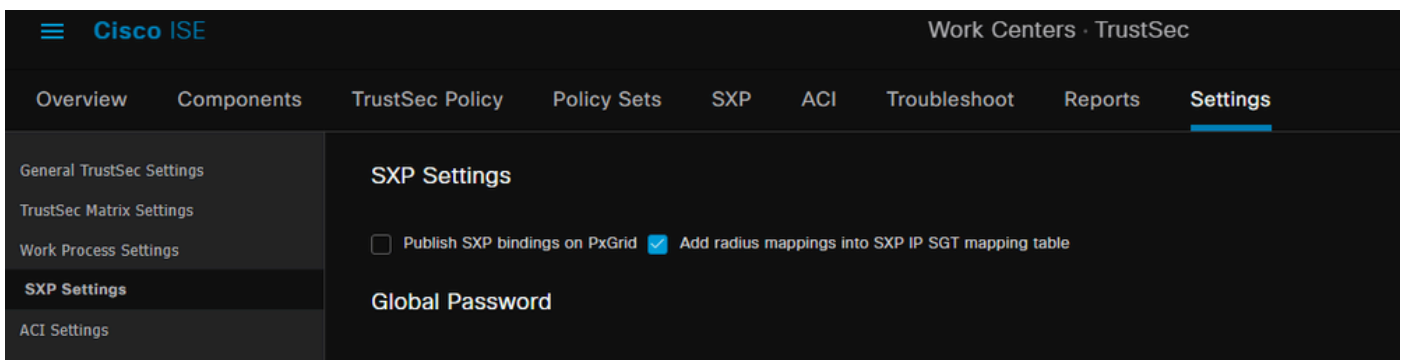 Cisco ISE
Work Centers · TrustSec
Overview Components TrustSec Policy Policy Sets SXP ACI Troubleshoot Reports Settings
General TrustSec Settings
TrustSec Matrix Settings
Work Process Settings
SXP Settings
ACI Settings
SXP Settings
Publish SXP bindings on PxGrid Add radius mappings into SXP IP SGT mapping table
Global Password